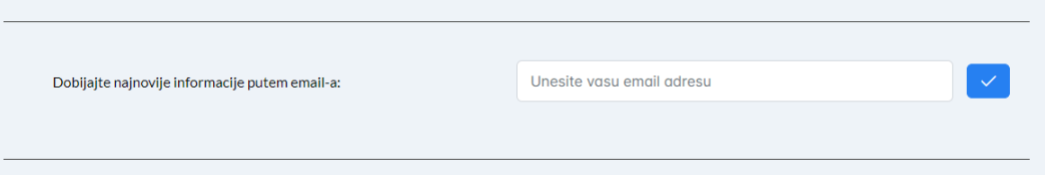 Dobijajte najnovije informacije putem email-a:
Unesite vasu email adresu